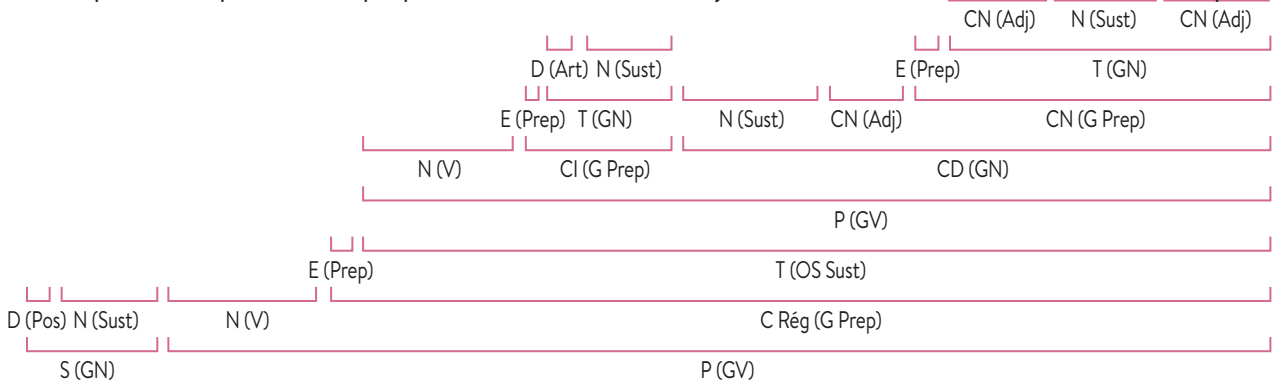 CN (Adj) N (Sust) CN (Adj)
D (Art) N (Sust) E (Prep) T (GN)
E (Prep) T (GN) N (Sust) CN (Adj) CN (G Prep)
N (V) CI (G Prep) CD (GN)
P (GV)
E (Prep) T (OS Sust)
D (Pos) N (Sust) N (V) C Rég (G Prep)
S (GN) P (GV)